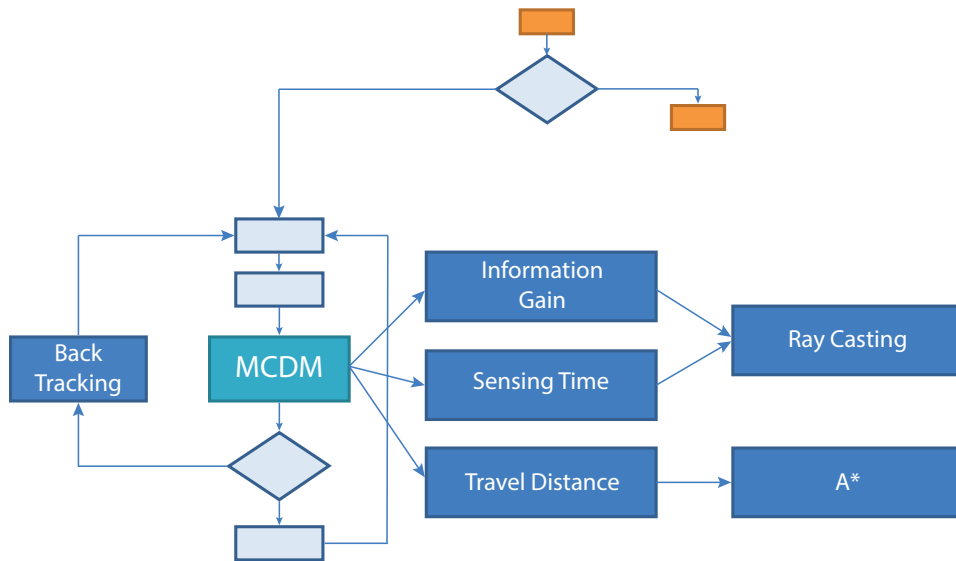 Information
Gain
Ray Casting
Back
Tracking
MCDM
Sensing Time
Travel Distance
A*